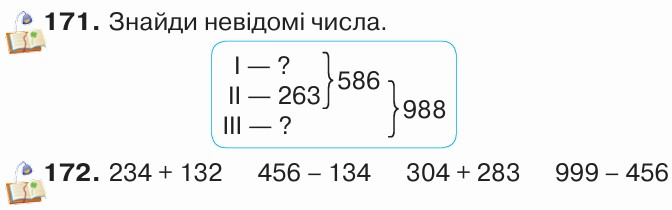 171. Знайди невідомі числа.
I — ?
II — 263
586
III — ?
988
172. 234 + 132 456 – 134 304 + 283 999 – 456